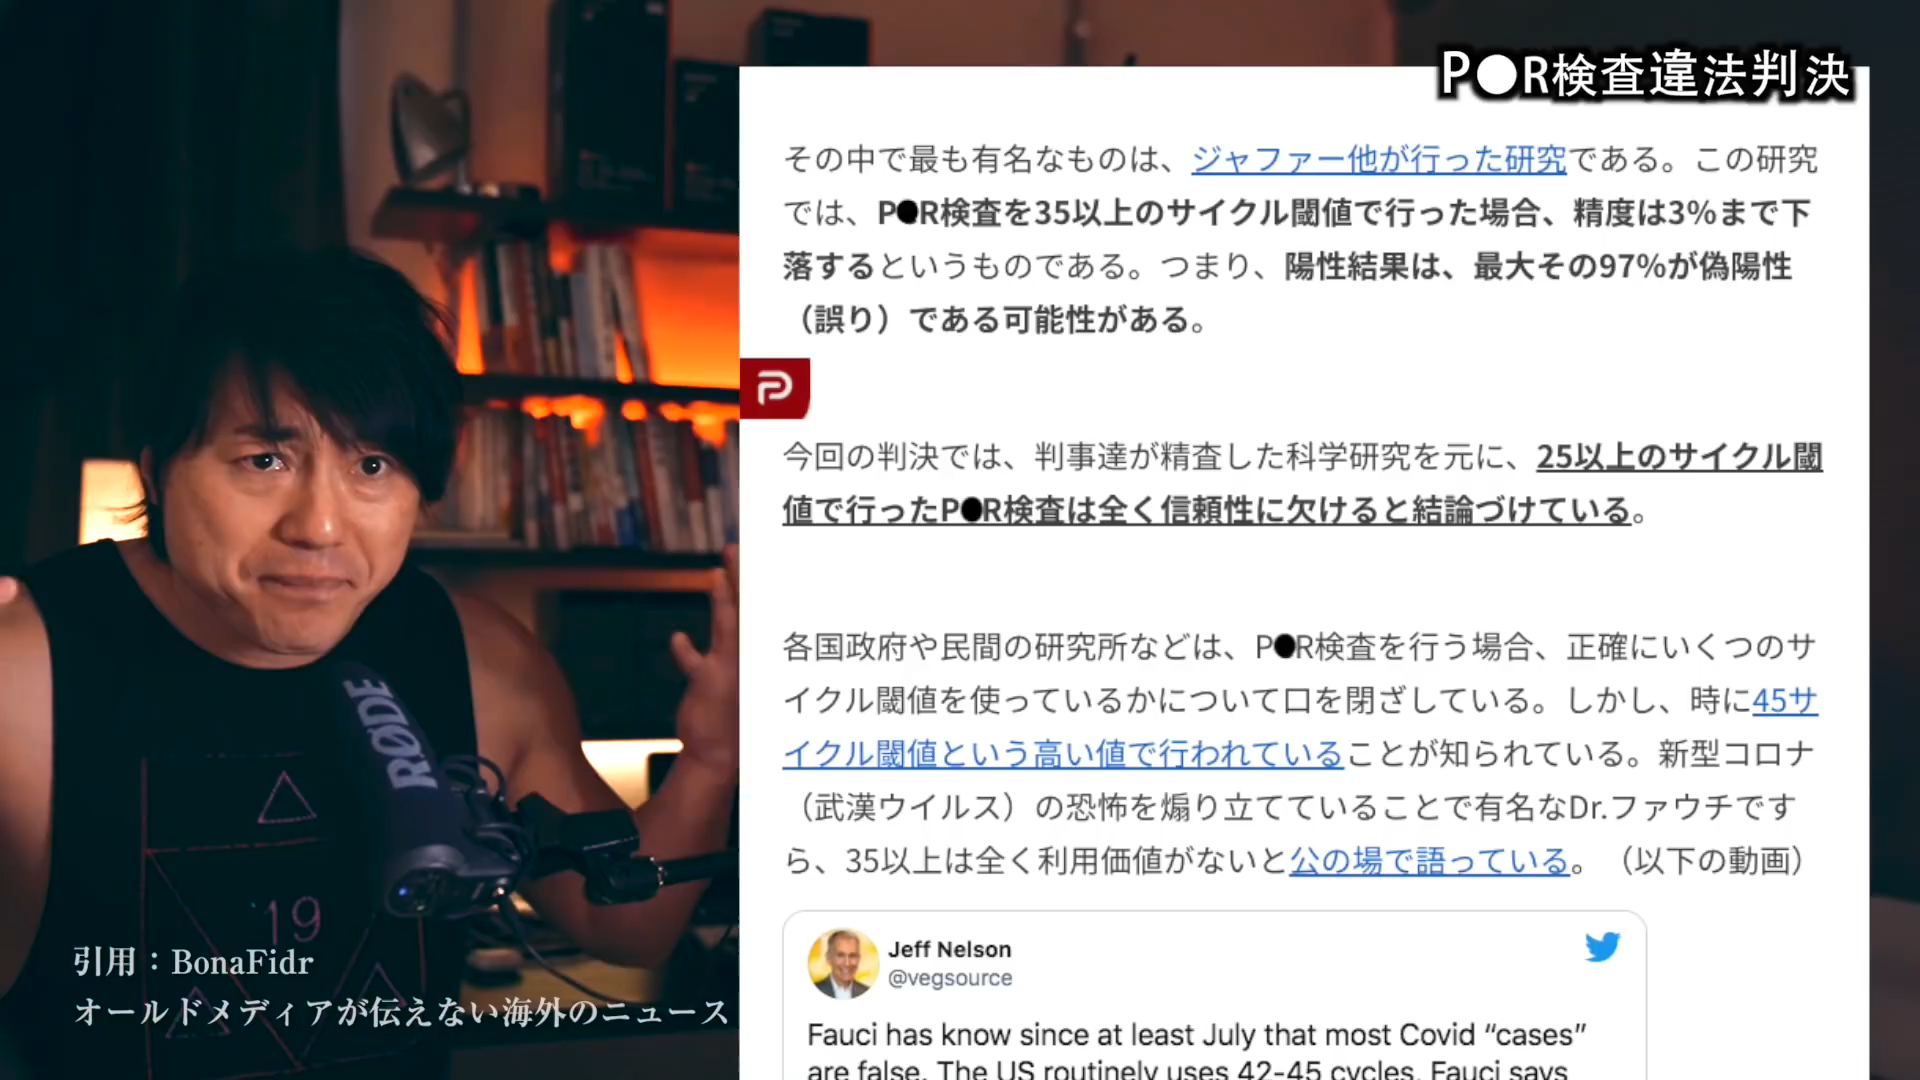 P●R検査違法判決
その中で最も有名なものは、ジャファー他が行った研究である。この研究
では、P●R検査を35以上のサイクル閾値で行った場合、精度は3%まで下
落するというものである。つまり、陽性結果は、最大その97%が偽陽性
（誤り）である可能性がある。
今回の判決では、判事達が精査した科学研究を元に、25以上のサイクル閾
値で行ったP●R検査は全く信頼性に欠けると結論づけている。
各国政府や民間の研究所などは、P●R検査を行う場合、正確にいくつのサ
イクル閾値を使っているかについて口を閉ざしている。しかし、時に45サ
イクル閾値という高い値で行われていることが知られている。新型コロナ
（武漢ウイルス）の恐怖を煽り立てていることで有名なDr.ファウチです
ら、35以上は全く利用価値がないと公の場で語っている。（以下の動画）
Jeff Nelson
@vegsource
Fauci has know since at least July that most Covid “cases”
are false. The US routinely uses 42-45 cycles. Fauci says
RØDE
19
引用：BonaFidr
オールドメディアが伝えない海外のニュース